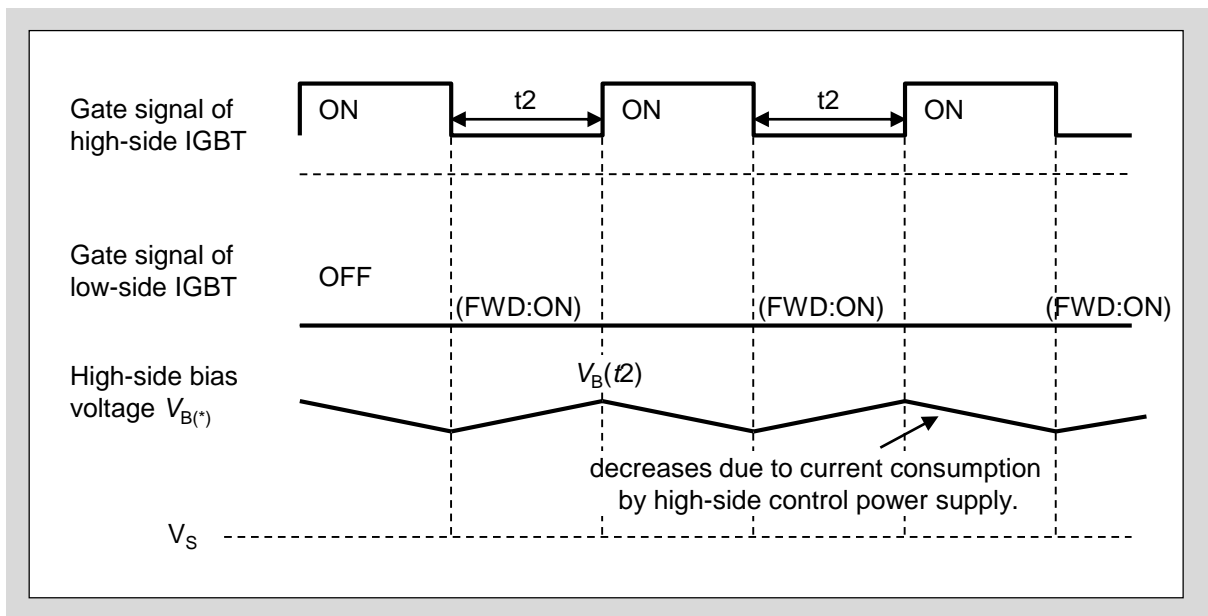 Gate signal of
high-side IGBT
ON
t2
ON
t2
ON
Gate signal of
low-side IGBT
OFF
(FWD:ON)
(FWD:ON)
(FWD:ON)
High-side bias
voltage VB(*)
VB(t2)
decreases due to current consumption
by high-side control power supply.
VS